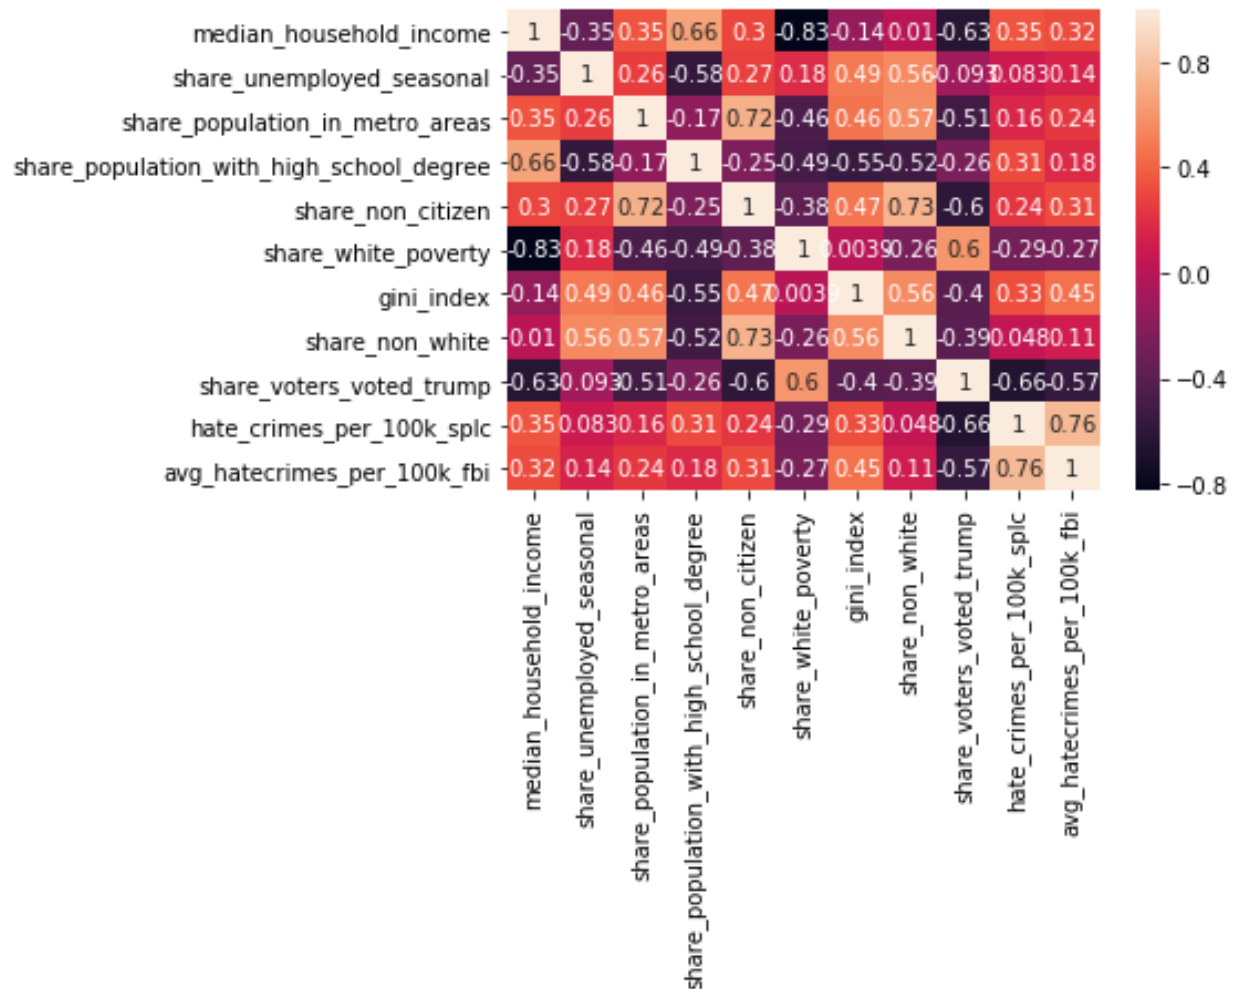 median_household_income 1 -0.35 0.35 0.66 0.3 -0.83 -0.14 0.01 -0.63 0.35 0.32
share_unemployed_seasonal -0.35 1 0.26 -0.58 0.27 0.18 0.49 0.56 -0.093 0.083 0.14
share_population_in_metro_areas 0.35 0.26 1 -0.17 0.72 -0.46 0.46 0.57 -0.51 0.16 0.24
share_population_with_high_school_degree 0.66 -0.58 -0.17 1 -0.25 -0.49 -0.55 -0.52 -0.26 0.31 0.18
share_non_citizen 0.3 0.27 0.72 -0.25 1 -0.38 0.47 0.73 -0.6 0.24 0.31
share_white_poverty -0.83 0.18 -0.46 -0.49 -0.38 1 0.0039 -0.26 0.6 -0.29 -0.27
gini_index -0.14 0.49 0.46 -0.55 0.47 0.0039 1 0.56 -0.4 0.33 0.45
share_non_white 0.01 0.56 0.57 -0.52 0.73 -0.26 0.56 1 -0.39 0.048 0.11
share_voters_voted_trump -0.63 -0.093 -0.51 -0.26 -0.6 0.6 -0.4 -0.39 1 -0.66 -0.57
hate_crimes_per_100k_splc 0.35 0.083 0.16 0.31 0.24 -0.29 0.33 0.048 -0.66 1 0.76
avg_hatecrimes_per_100k_fbi 0.32 0.14 0.24 0.18 0.31 -0.27 0.45 0.11 -0.57 0.76 1
median_household_income
share_unemployed_seasonal
share_population_in_metro_areas
share_population_with_high_school_degree
share_non_citizen
share_white_poverty
gini_index
share_non_white
share_voters_voted_trump
hate_crimes_per_100k_splc
avg_hatecrimes_per_100k_fbi
0.8
0.4
0.0
−0.4
−0.8